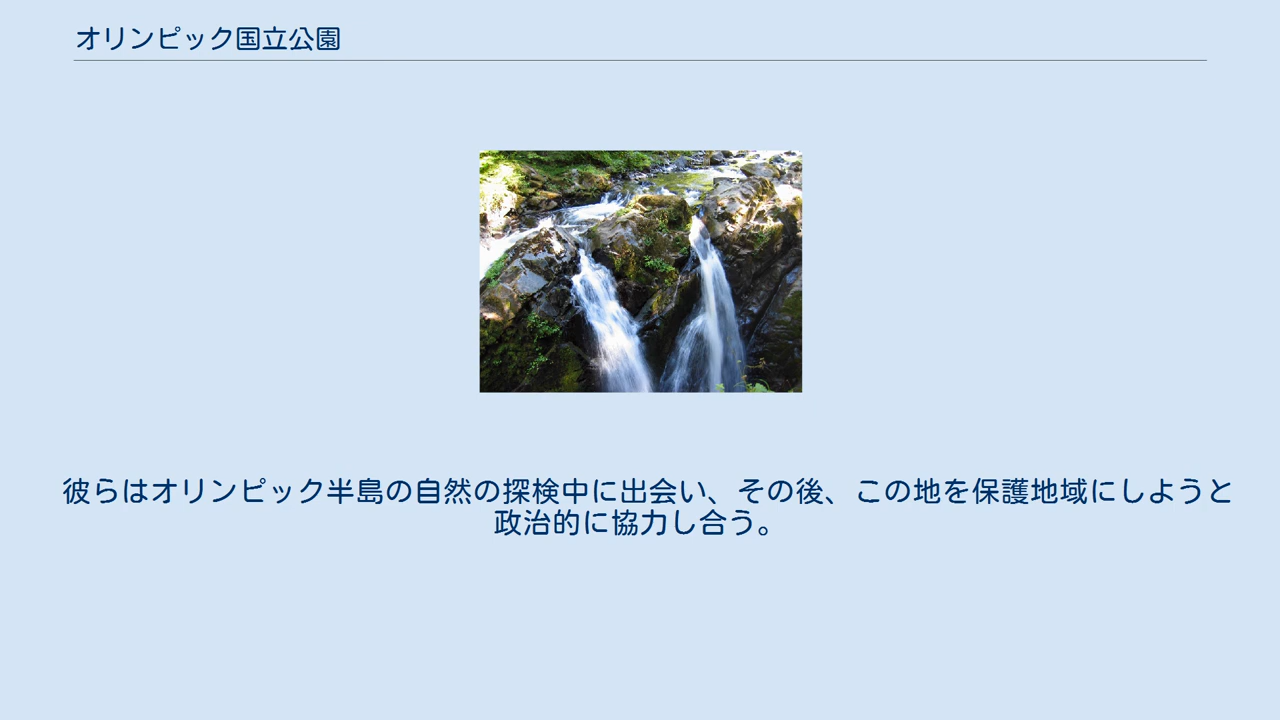 オリンピック国立公園
彼らはオリンピック半島の自然の探検中に出会い、その後、この地を保護地域にしようと
政治的に協力し合う。